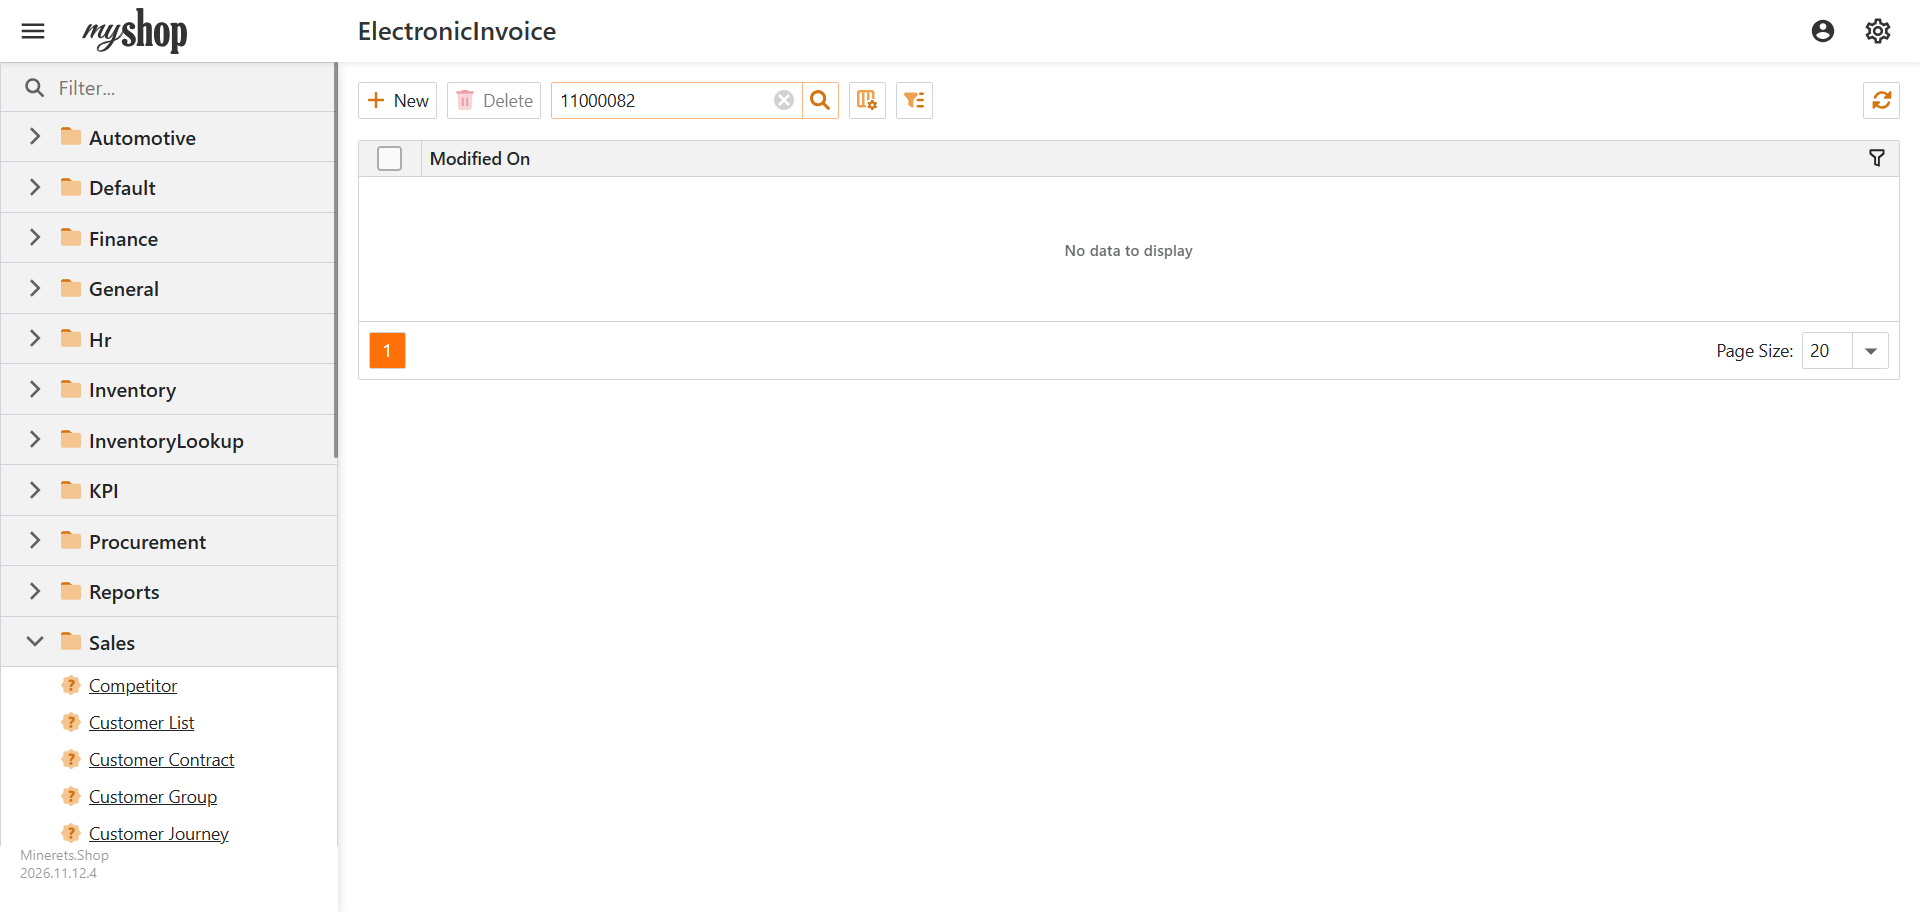 myshop
ElectronicInvoice
Filter...
New
Delete
11000082
Modified On
No data to display
1
Page Size:
20
Automotive
Default
Finance
General
Hr
Inventory
InventoryLookup
KPI
Procurement
Reports
Sales
Competitor
Customer List
Customer Contract
Customer Group
Customer Journey
Minerets.Shop
2026.11.12.4